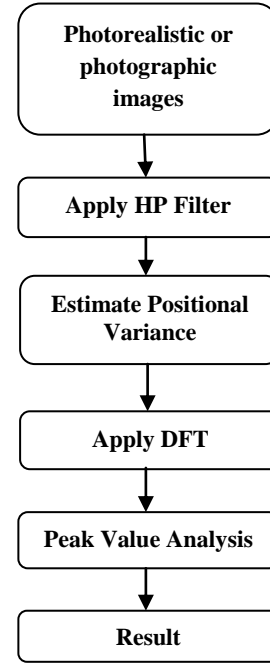 Photorealistic or
photographic
images
Apply HP Filter
Estimate Positional
Variance
Apply DFT
Peak Value Analysis
Result